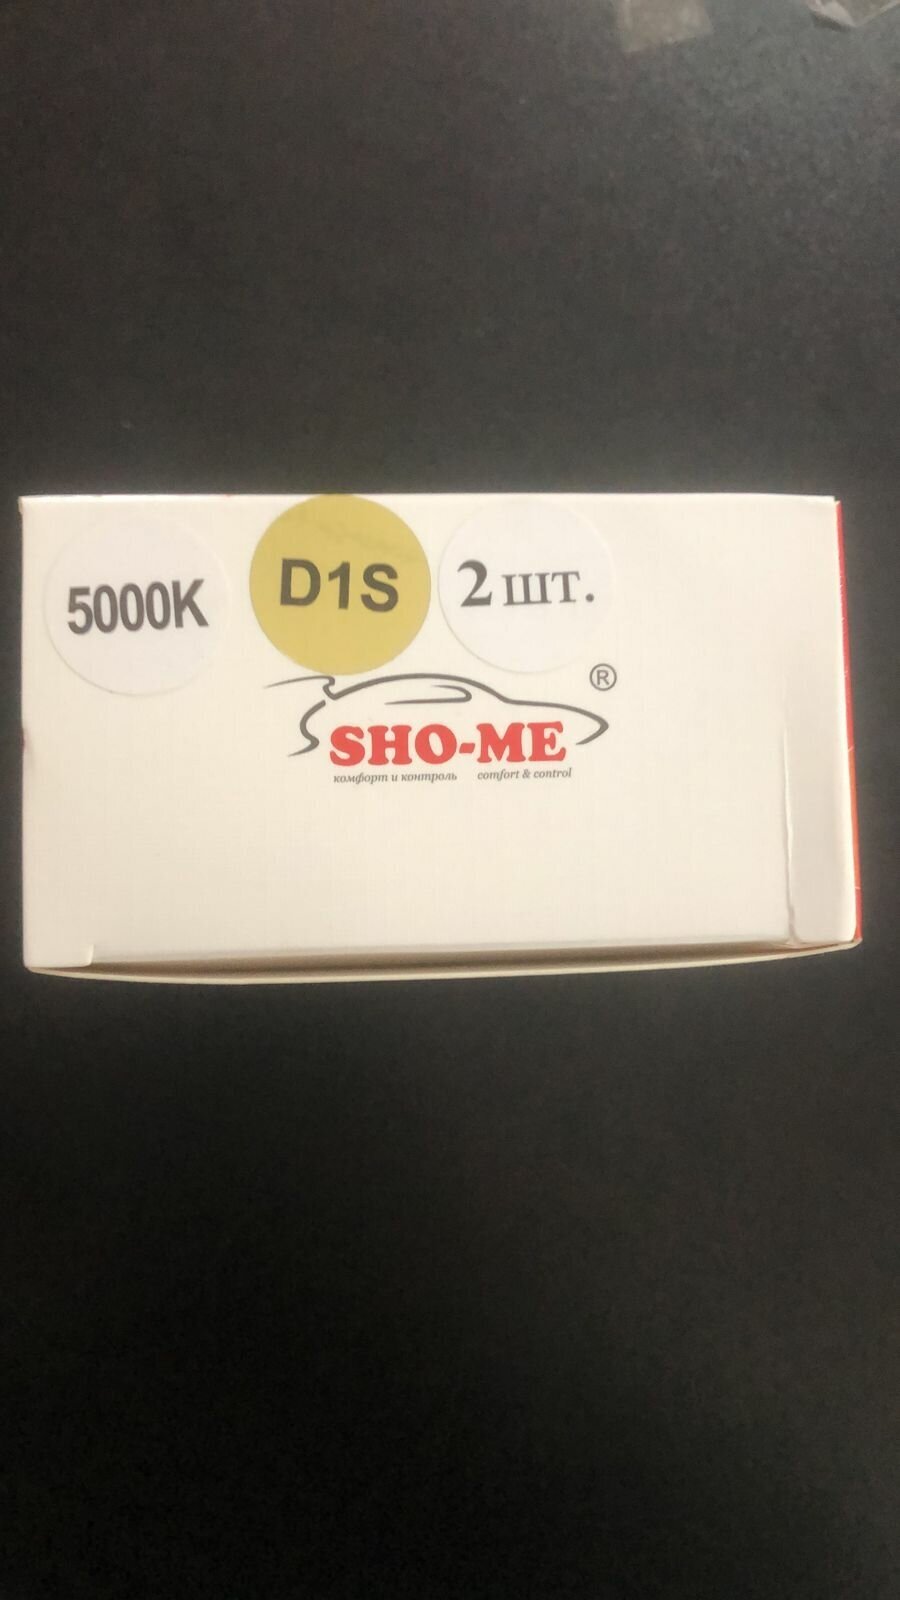 5000K
D1S
2 шт.
®
SHO-ME
комфорт и контроль comfort & control